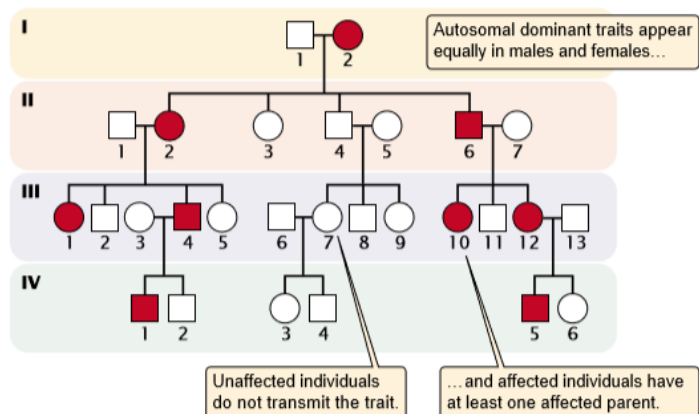 I
Autosomal dominant traits appear
equally in males and females…
1 2
II
1 2 3 4 5 6 7
III
1 2 3 4 5 6 7 8 9 10 11 12 13
IV
1 2 3 4 5 6
Unaffected individuals
do not transmit the trait.
…and affected individuals have
at least one affected parent.